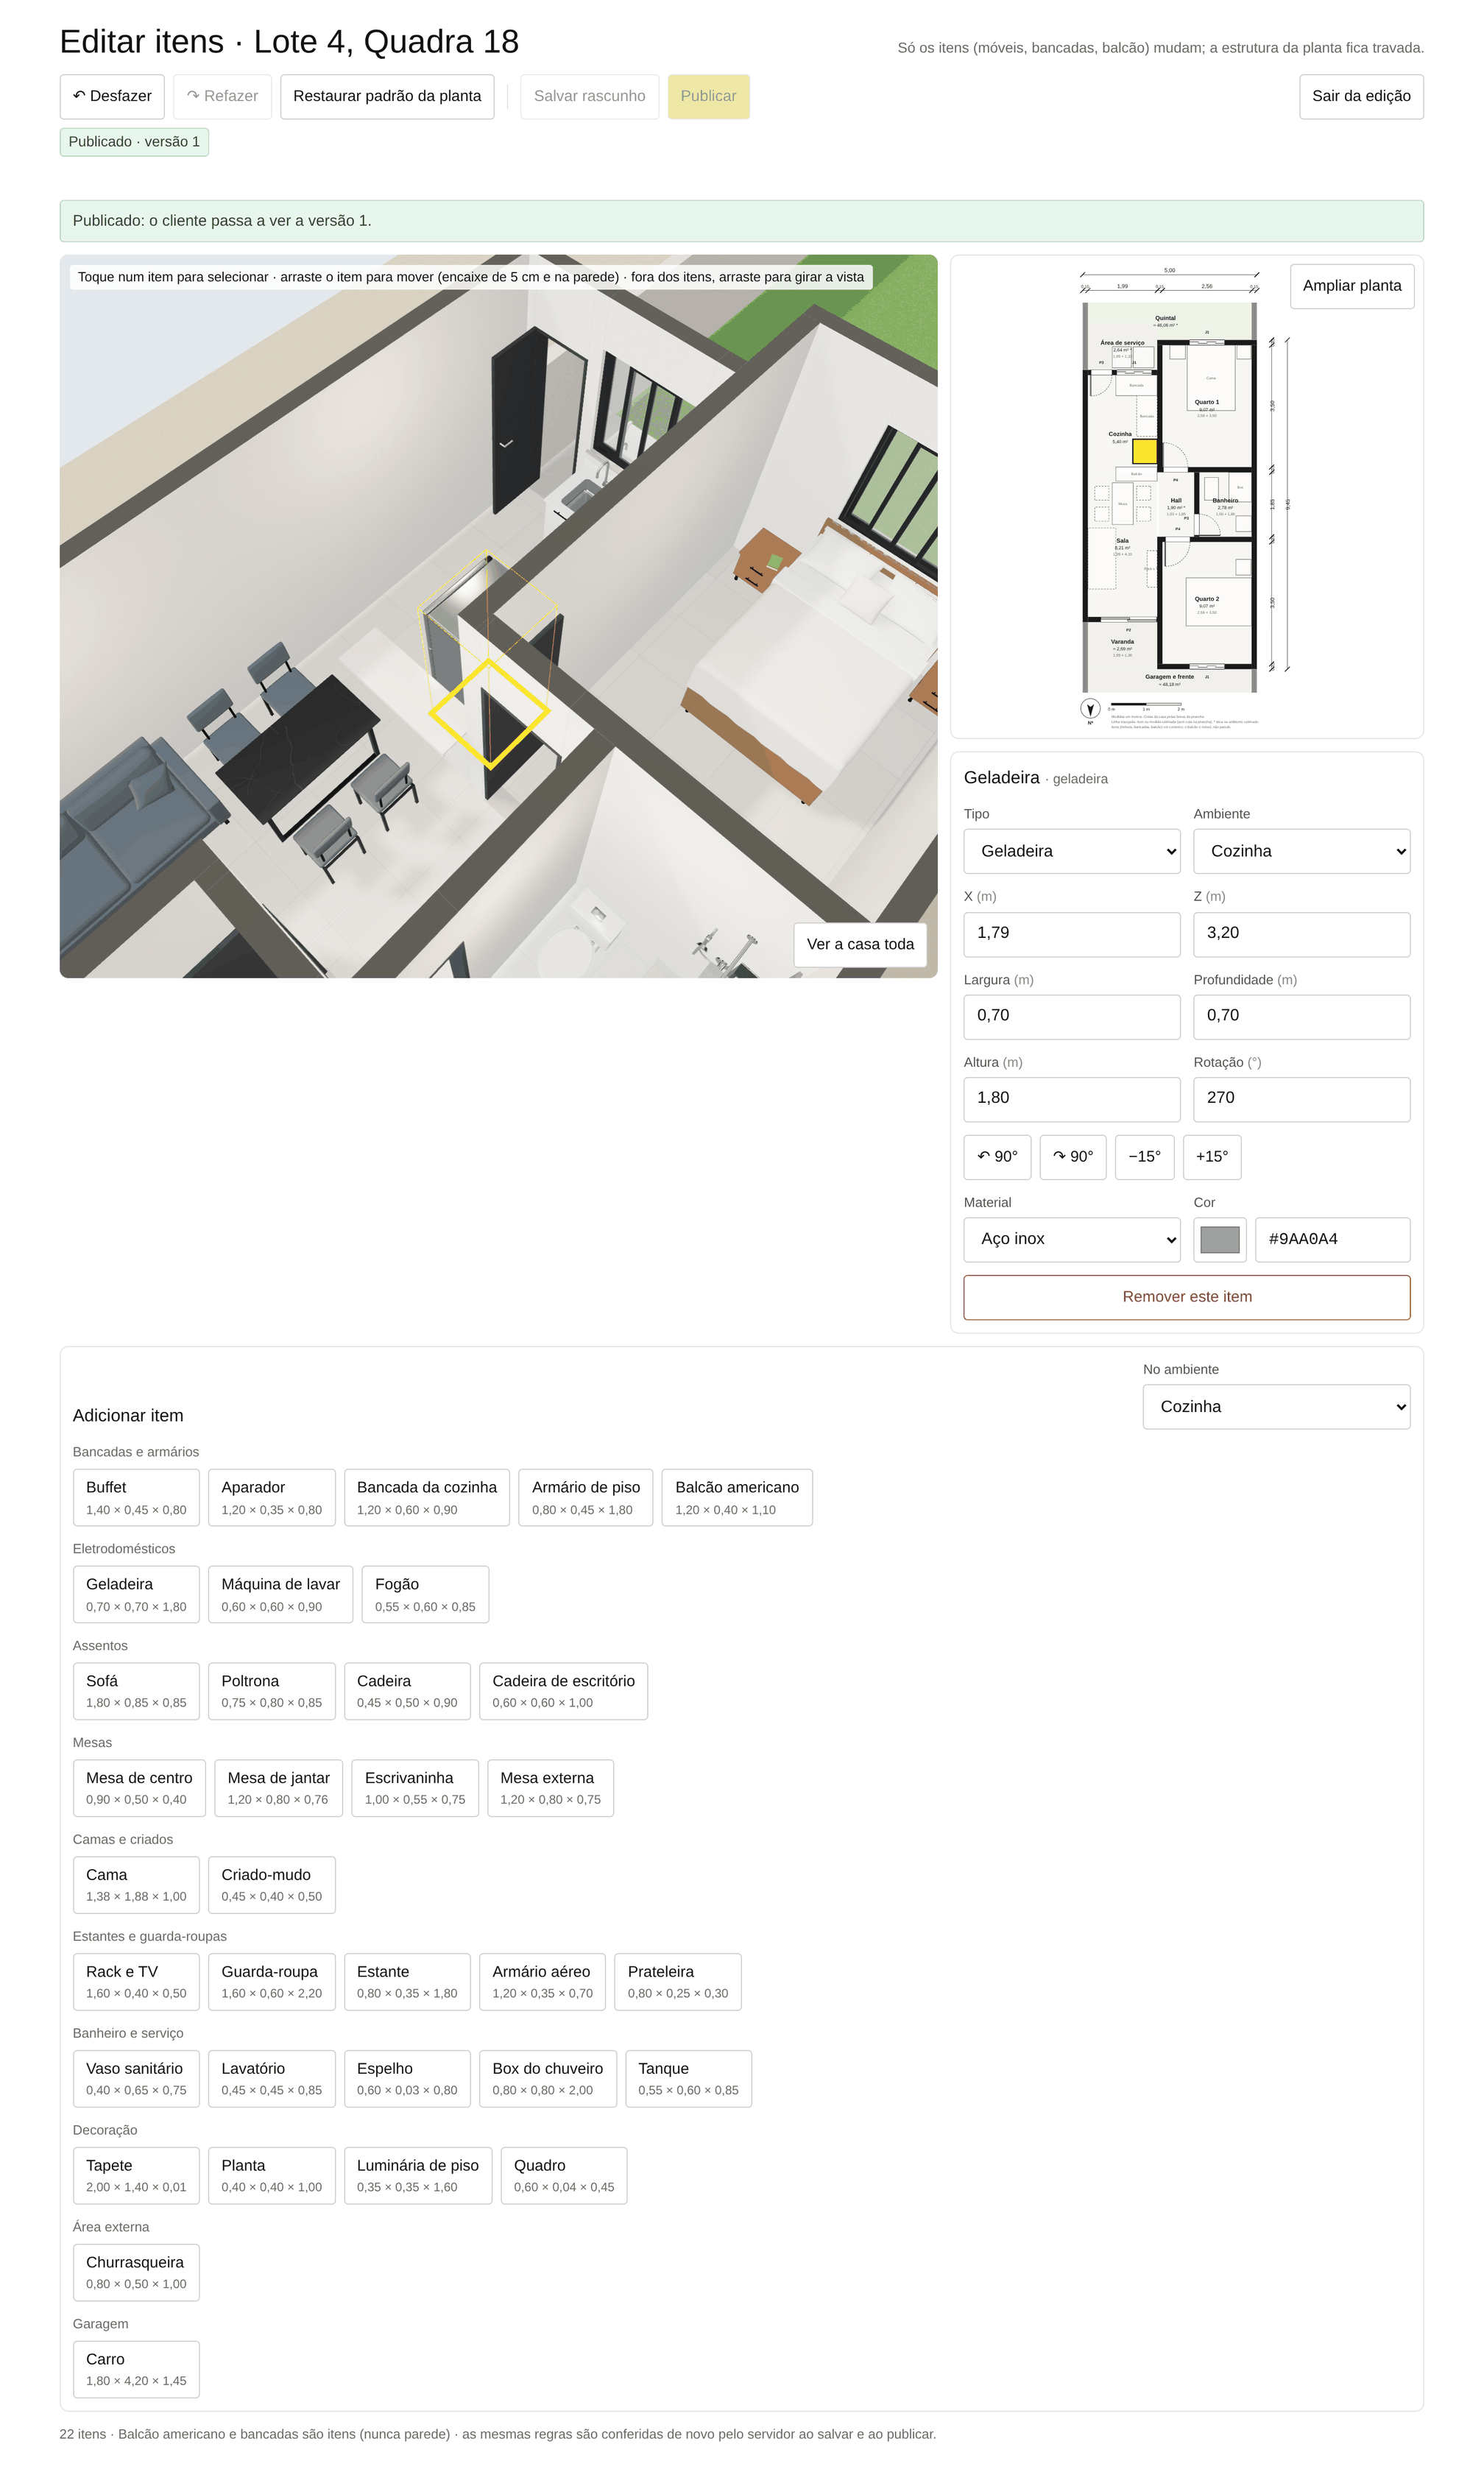 Editar itens · Lote 4, Quadra 18
Só os itens (móveis, bancadas, balcão) mudam; a estrutura da planta fica travada.
↶ Desfazer
↷ Refazer
Restaurar padrão da planta
Salvar rascunho
Publicar
Sair da edição
Publicado · versão 1
Publicado: o cliente passa a ver a versão 1.
Toque num item para selecionar · arraste o item para mover (encaixe de 5 cm e na parede) · fora dos itens, arraste para girar a vista
Ver a casa toda
Ampliar planta
5,00
1,99
2,56
Quintal
Área de serviço
Quarto 1
Cozinha
Hall
Banheiro
Sala
Quarto 2
Varanda
Garagem e frente
Geladeira · geladeira
Tipo
Ambiente
Geladeira
Cozinha
X (m)
Z (m)
1,79
3,20
Largura (m)
Profundidade (m)
0,70
0,70
Altura (m)
Rotação (°)
1,80
270
↶ 90°
↷ 90°
−15°
+15°
Material
Cor
Aço inox
#9AA0A4
Remover este item
No ambiente
Cozinha
Adicionar item
Bancadas e armários
Buffet
1,40 × 0,45 × 0,80
Aparador
1,20 × 0,35 × 0,80
Bancada da cozinha
1,20 × 0,60 × 0,90
Armário de piso
0,80 × 0,45 × 1,80
Balcão americano
1,20 × 0,40 × 1,10
Eletrodomésticos
Geladeira
0,70 × 0,70 × 1,80
Máquina de lavar
0,60 × 0,60 × 0,90
Fogão
0,55 × 0,60 × 0,85
Assentos
Sofá
1,80 × 0,85 × 0,85
Poltrona
0,75 × 0,80 × 0,85
Cadeira
0,45 × 0,50 × 0,90
Cadeira de escritório
0,60 × 0,60 × 1,00
Mesas
Mesa de centro
0,90 × 0,50 × 0,40
Mesa de jantar
1,20 × 0,80 × 0,76
Escrivaninha
1,00 × 0,55 × 0,75
Mesa externa
1,20 × 0,80 × 0,75
Camas e criados
Cama
1,38 × 1,88 × 1,00
Criado-mudo
0,45 × 0,40 × 0,50
Estantes e guarda-roupas
Rack e TV
1,60 × 0,40 × 0,50
Guarda-roupa
1,60 × 0,60 × 2,20
Estante
0,80 × 0,35 × 1,80
Armário aéreo
1,20 × 0,35 × 0,70
Prateleira
0,80 × 0,25 × 0,30
Banheiro e serviço
Vaso sanitário
0,40 × 0,65 × 0,75
Lavatório
0,45 × 0,45 × 0,85
Espelho
0,60 × 0,03 × 0,80
Box do chuveiro
0,80 × 0,80 × 2,00
Tanque
0,55 × 0,60 × 0,85
Decoração
Tapete
2,00 × 1,40 × 0,01
Planta
0,40 × 0,40 × 1,00
Luminária de piso
0,35 × 0,35 × 1,60
Quadro
0,60 × 0,04 × 0,45
Área externa
Churrasqueira
0,80 × 0,50 × 1,00
Garagem
Carro
1,80 × 4,20 × 1,45
22 itens · Balcão americano e bancadas são itens (nunca parede) · as mesmas regras são conferidas de novo pelo servidor ao salvar e ao publicar.